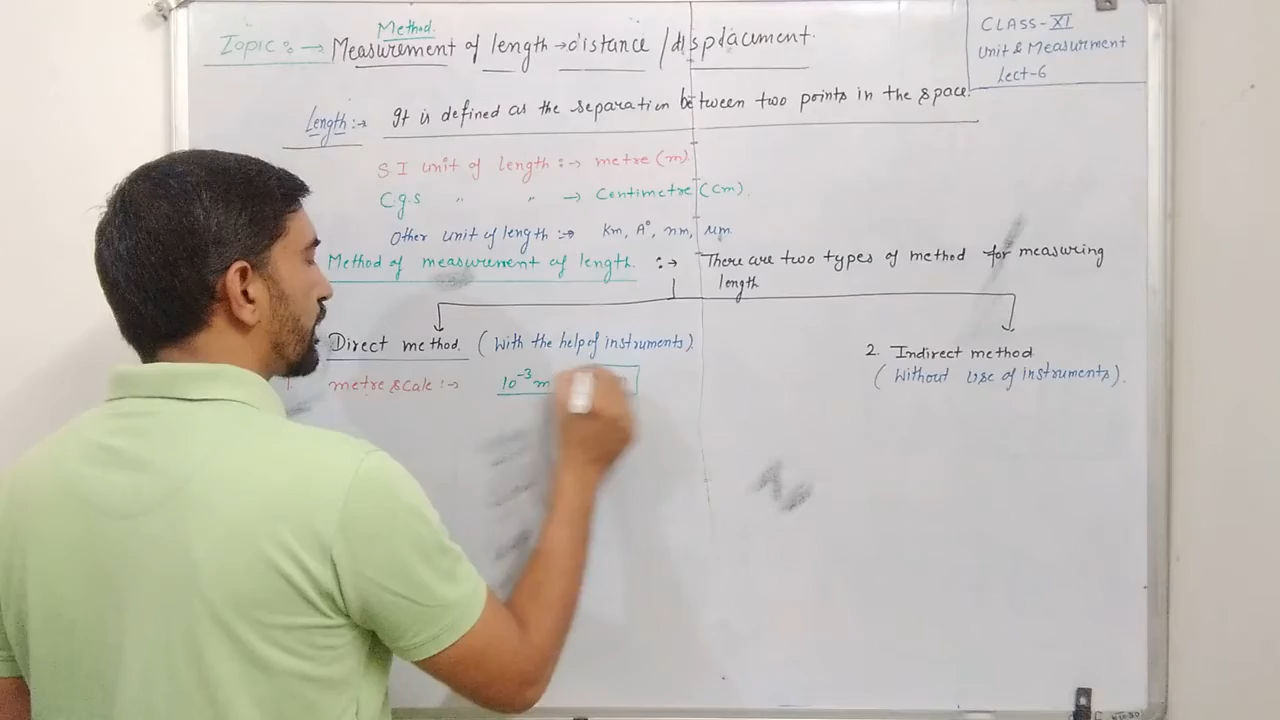 Method.
Topic :→ Measurement of length → distance / displacement.
CLASS-XI
Unit & Measurment
Lect-6
Length :→ It is defined as the separation between two points in the space.
S I unit of length :→ metre (m).
C.g.s " " → Centimetre (cm).
Other unit of length :→ Km, A°, nm, μm
Method of measurement of length. :→ There are two types of method for measuring
length
Direct method. (With the help of instruments).
2. Indirect method
(Without use of instruments).
1. metre scale :→ 10⁻³ m